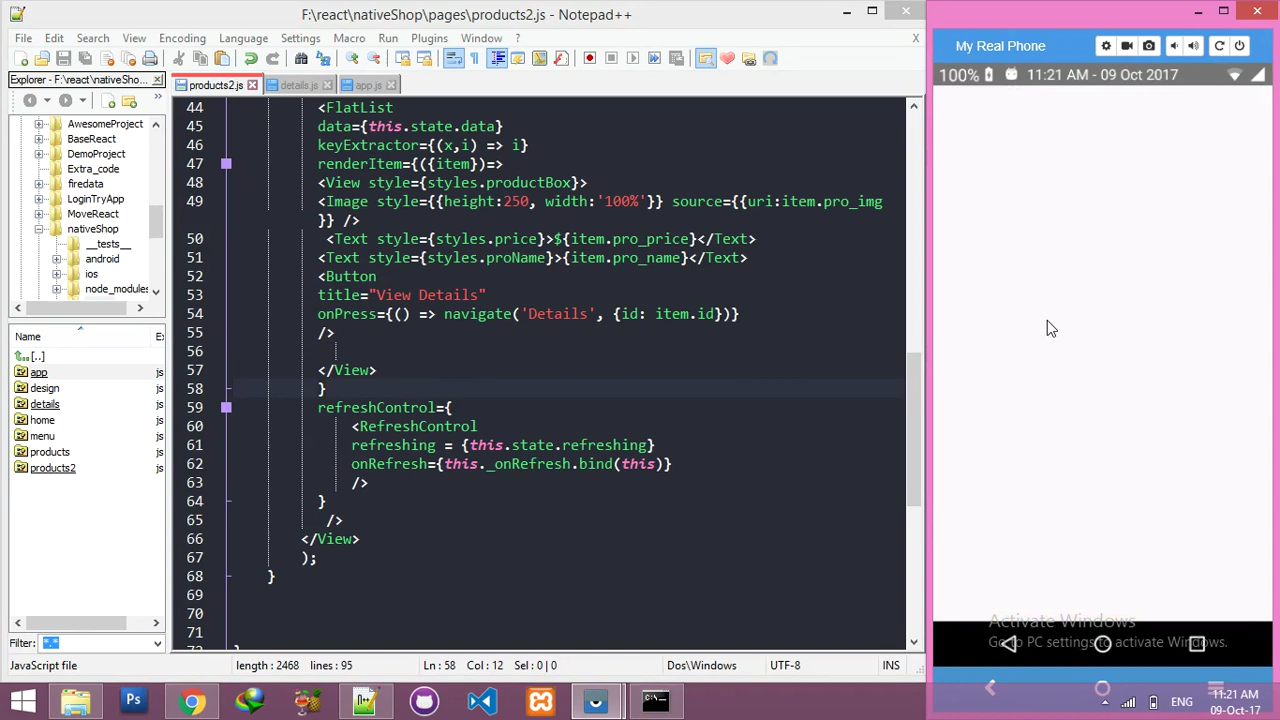 F:\react\nativeShop\pages\products2.js - Notepad++
File Edit Search View Encoding Language Settings Macro Run Plugins Window ? X
Explorer - F:\react\nativeSho...
products2.js details.js app.js
AwesomeProject
BaseReact
DemoProject
Extra_code
firedata
LoginTryApp
MoveReact
nativeShop
__tests__
android
ios
node_modules
Name
[..]
app js
design js
details js
home js
menu js
products js
products2 js
Filter:
44 <FlatList
45 data={this.state.data}
46 keyExtractor={(x,i) => i}
47 renderItem={({item})=>
48 <View style={styles.productBox}>
49 <Image style={{height:250, width:'100%'}} source={{uri:item.pro_img
}} />
50 <Text style={styles.price}>${item.pro_price}</Text>
51 <Text style={styles.proName}>{item.pro_name}</Text>
52 <Button
53 title="View Details"
54 onPress={() => navigate('Details', {id: item.id})}
55 />
56
57 </View>
58 }
59 refreshControl={
60 <RefreshControl
61 refreshing = {this.state.refreshing}
62 onRefresh={this._onRefresh.bind(this)}
63 />
64 }
65 />
66 </View>
67 );
68 }
69
70
71
JavaScript file length : 2468 lines : 95 Ln : 58 Col : 12 Sel : 0 | 0 Dos\Windows UTF-8 INS
My Real Phone
100% 11:21 AM - 09 Oct 2017
Activate Windows
Go to PC settings to activate Windows.
Ps
ENG
11:21 AM
09-Oct-17